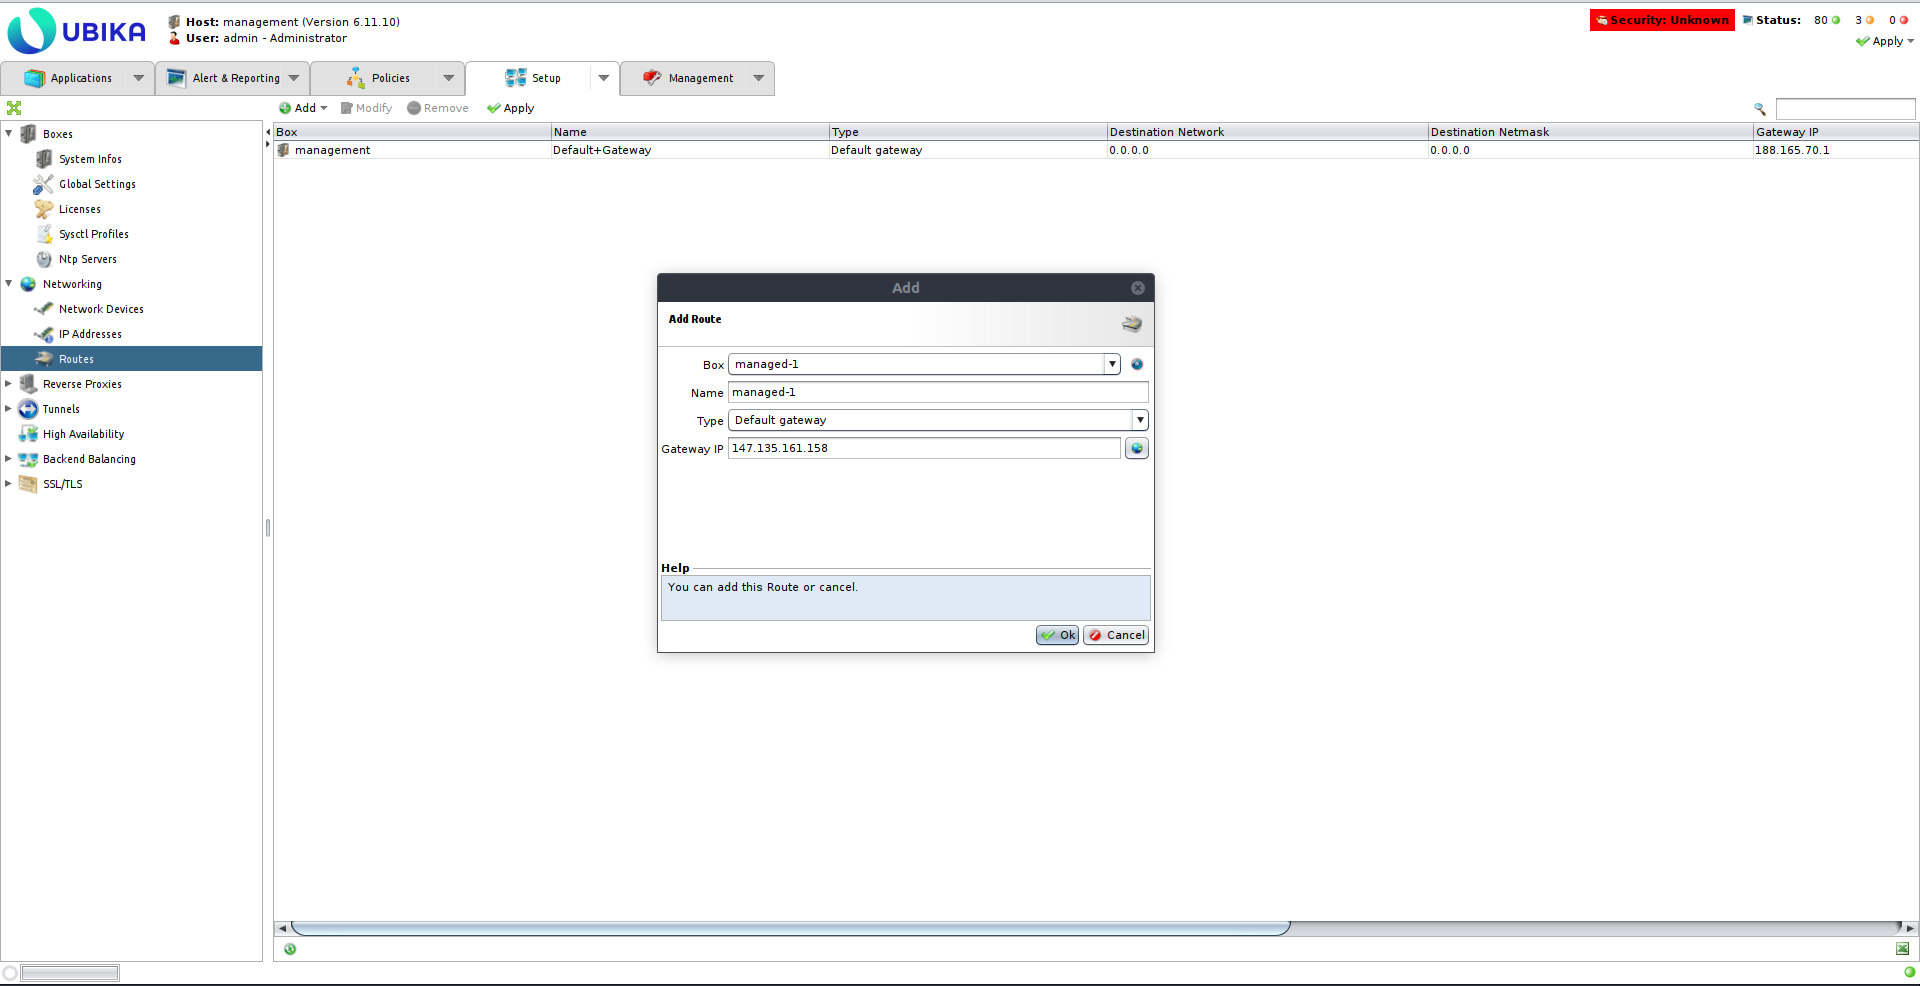 UBIKA
Host: management (Version 6.11.10)
User: admin - Administrator
Security: Unknown
Status: 80 3 0
Apply
Applications
Alert & Reporting
Policies
Setup
Management
Add
Modify
Remove
Apply
Boxes
System Infos
Global Settings
Licenses
Sysctl Profiles
Ntp Servers
Networking
Network Devices
IP Addresses
Routes
Reverse Proxies
Tunnels
High Availability
Backend Balancing
SSL/TLS
Box Name Type Destination Network Destination Netmask Gateway IP
management Default+Gateway Default gateway 0.0.0.0 0.0.0.0 188.165.70.1
Add
Add Route
Box managed-1
Name managed-1
Type Default gateway
Gateway IP 147.135.161.158
Help
You can add this Route or cancel.
Ok Cancel